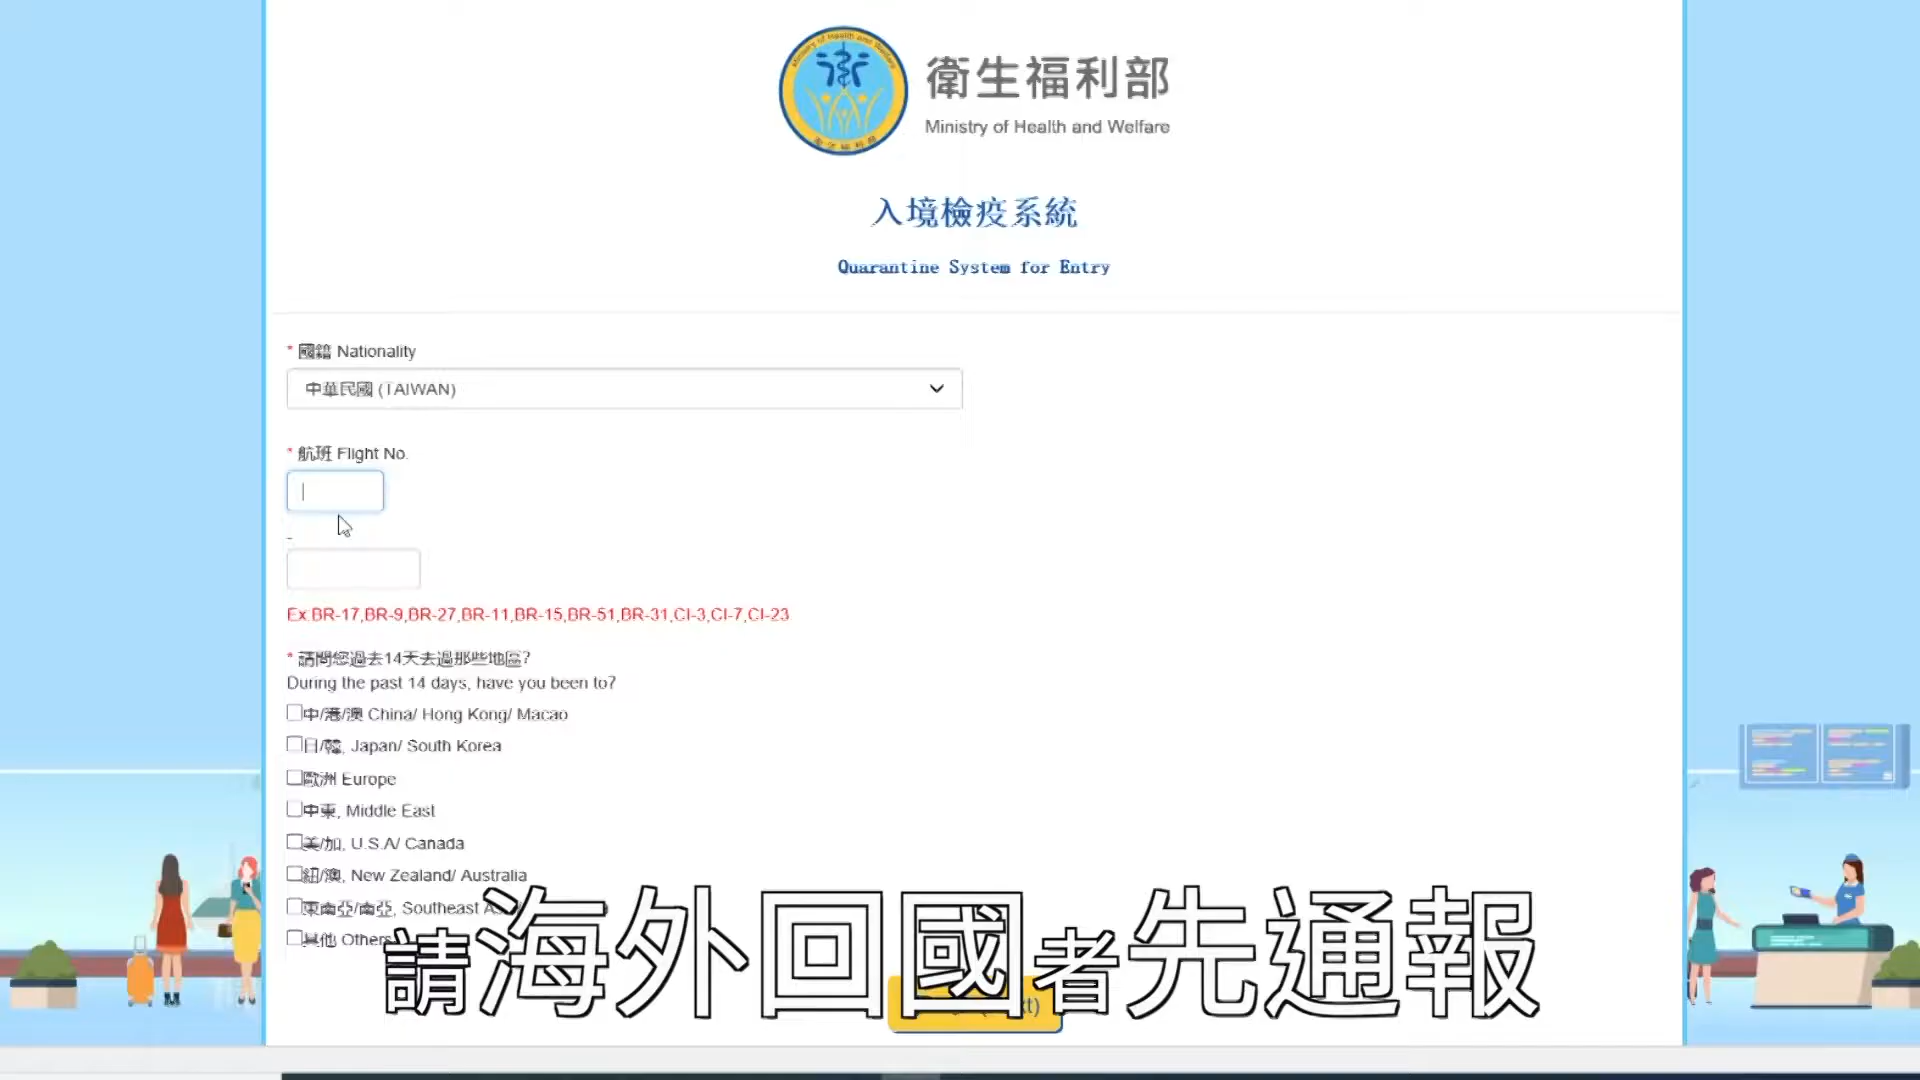 衛生福利部
Ministry of Health and Welfare
入境檢疫系統
Quarantine System for Entry
* 國籍 Nationality
中華民國 (TAIWAN)
* 航班 Flight No.
-
Ex:BR-17,BR-9,BR-27,BR-11,BR-15,BR-51,BR-31,CI-3,CI-7,CI-23
* 請問您過去14天去過那些地區?
During the past 14 days, have you been to?
中/港/澳 China/ Hong Kong/ Macao
日/韓, Japan/ South Korea
歐洲 Europe
中東, Middle East
美/加, U.S.A/ Canada
紐/澳, New Zealand/ Australia
東南亞/南亞, Southeast
其他 Others
請海外回國者先通報